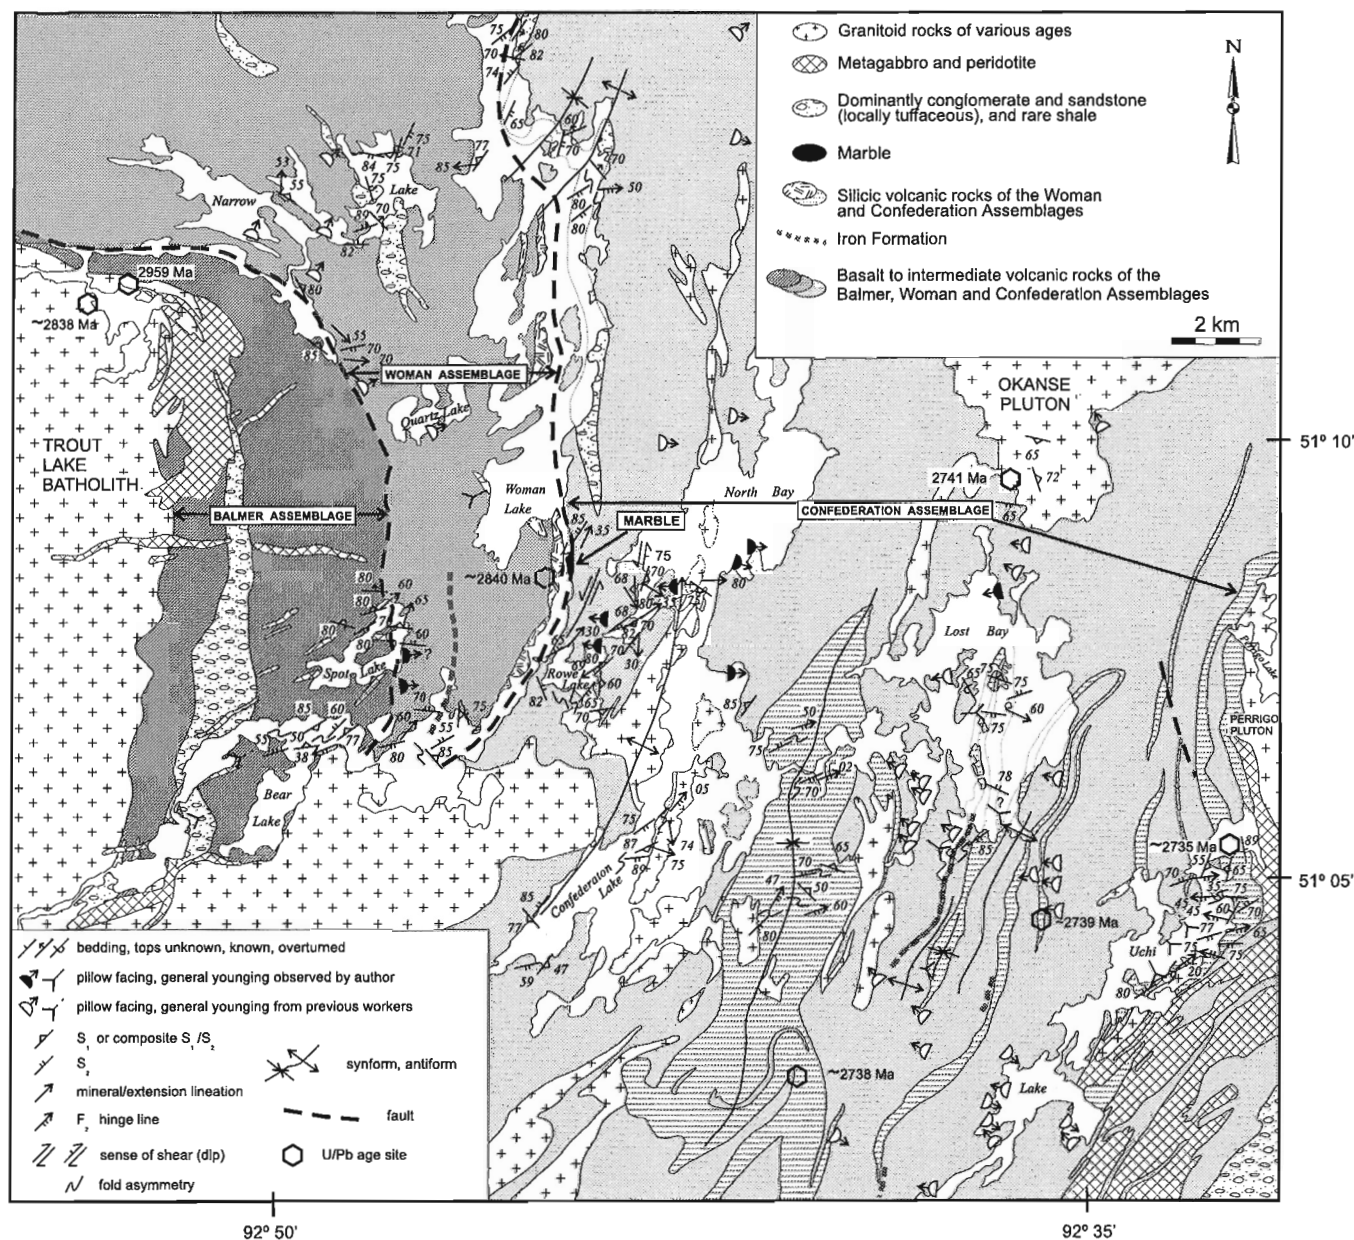 Granitoid rocks of various ages
Metagabbro and peridotite
Dominantly conglomerate and sandstone
(locally tuffaceous), and rare shale
Marble
Silicic volcanic rocks of the Woman
and Confederation Assemblages
Iron Formation
Basalt to intermediate volcanic rocks of the
Balmer, Woman and Confederation Assemblages
N
2 km
Narrow
Lake
2959 Ma
~2838 Ma
WOMAN ASSEMBLAGE
Quartz Lake
TROUT
LAKE
BATHOLITH
BALMER ASSEMBLAGE
Woman
Lake
MARBLE
~2840 Ma
North Bay
OKANSE
PLUTON
2741 Ma
CONFEDERATION ASSEMBLAGE
51° 10'
Lost Bay
Spot Lake
Rowe
Lake
Bear
Lake
Confederation
Lake
PERRIGO
PLUTON
~2735 Ma
51° 05'
~2739 Ma
Uchi
Lake
~2738 Ma
bedding, tops unknown, known, overturned
pillow facing, general younging observed by author
pillow facing, general younging from previous workers
S1 or composite S1/S2
S2
mineral/extension lineation
F2 hinge line
sense of shear (dip)
fold asymmetry
synform, antiform
fault
U/Pb age site
92° 50'
92° 35'